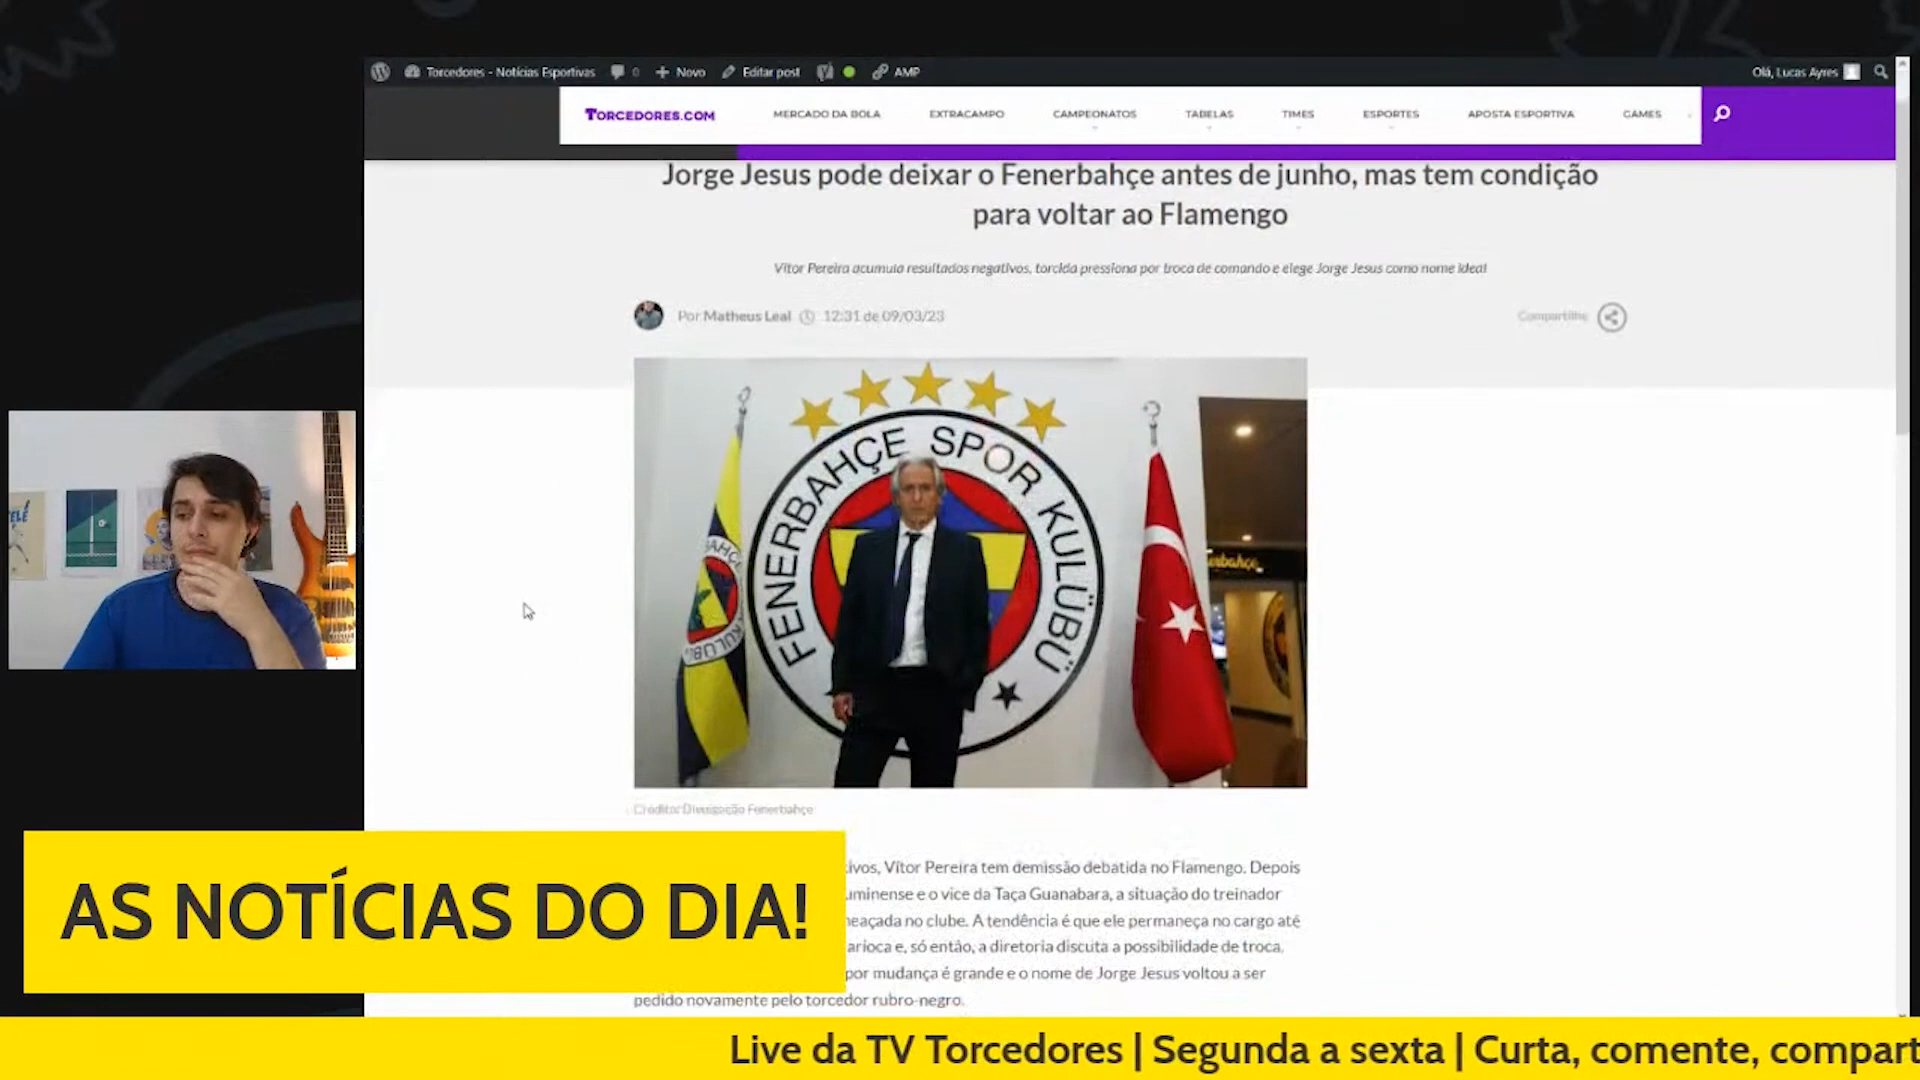 Torcedores - Notícias Esportivas 0 Novo Editar post AMP Olá, Lucas Ayres
TORCEDORES.COM MERCADO DA BOLA EXTRACAMPO CAMPEONATOS TABELAS TIMES ESPORTES APOSTA ESPORTIVA GAMES
Jorge Jesus pode deixar o Fenerbahçe antes de junho, mas tem condição
para voltar ao Flamengo
Vítor Pereira acumula resultados negativos, torcida pressiona por troca de comando e elege Jorge Jesus como nome ideal
Por Matheus Leal 12:31 de 09/03/23
Compartilhe
FENERBAHÇE SPOR KULÜBÜ
Crédito: Divulgação Fenerbahçe
tivos, Vítor Pereira tem demissão debatida no Flamengo. Depois
uminense e o vice da Taça Guanabara, a situação do treinador
neaçada no clube. A tendência é que ele permaneça no cargo até
arioca e, só então, a diretoria discuta a possibilidade de troca.
por mudança é grande e o nome de Jorge Jesus voltou a ser
pedido novamente pelo torcedor rubro-negro.
AS NOTÍCIAS DO DIA!
Live da TV Torcedores | Segunda a sexta | Curta, comente, compart